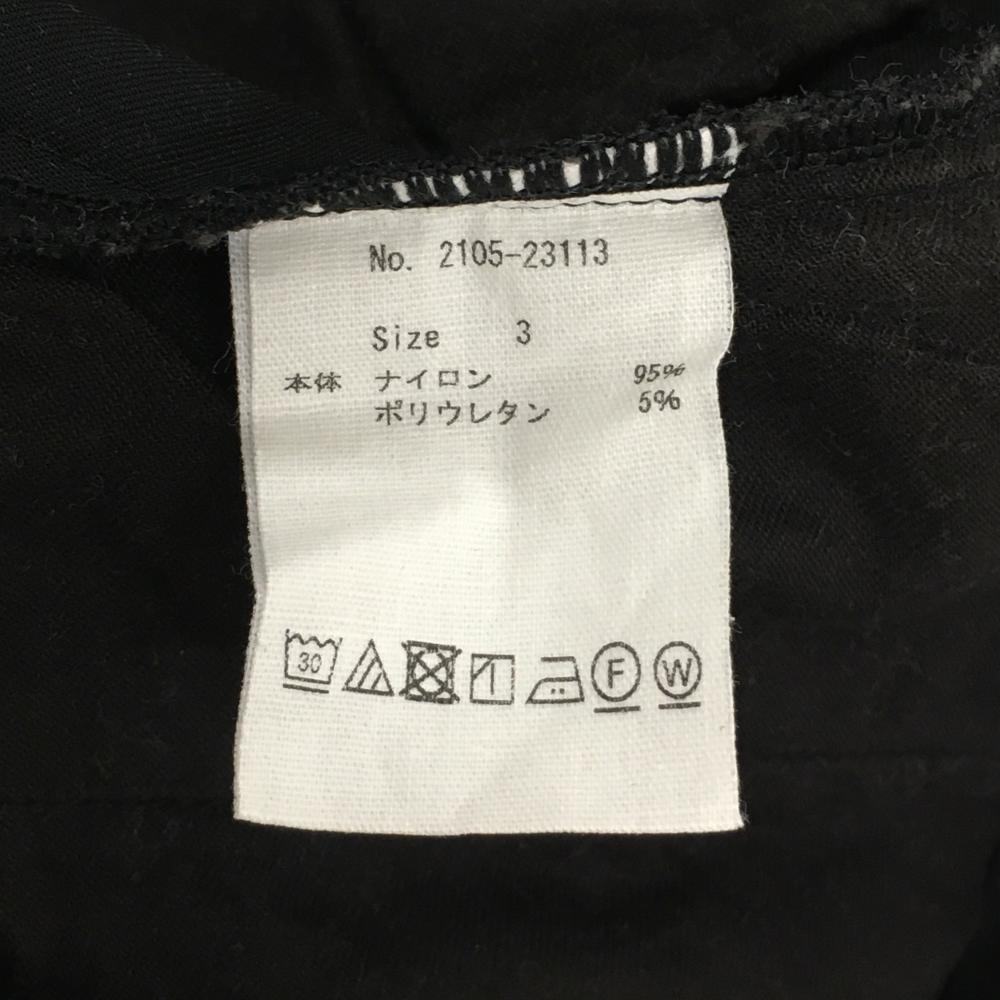 No. 2105-23113
Size 3
本体 ナイロン 95%
ポリウレタン 5%
30 F W